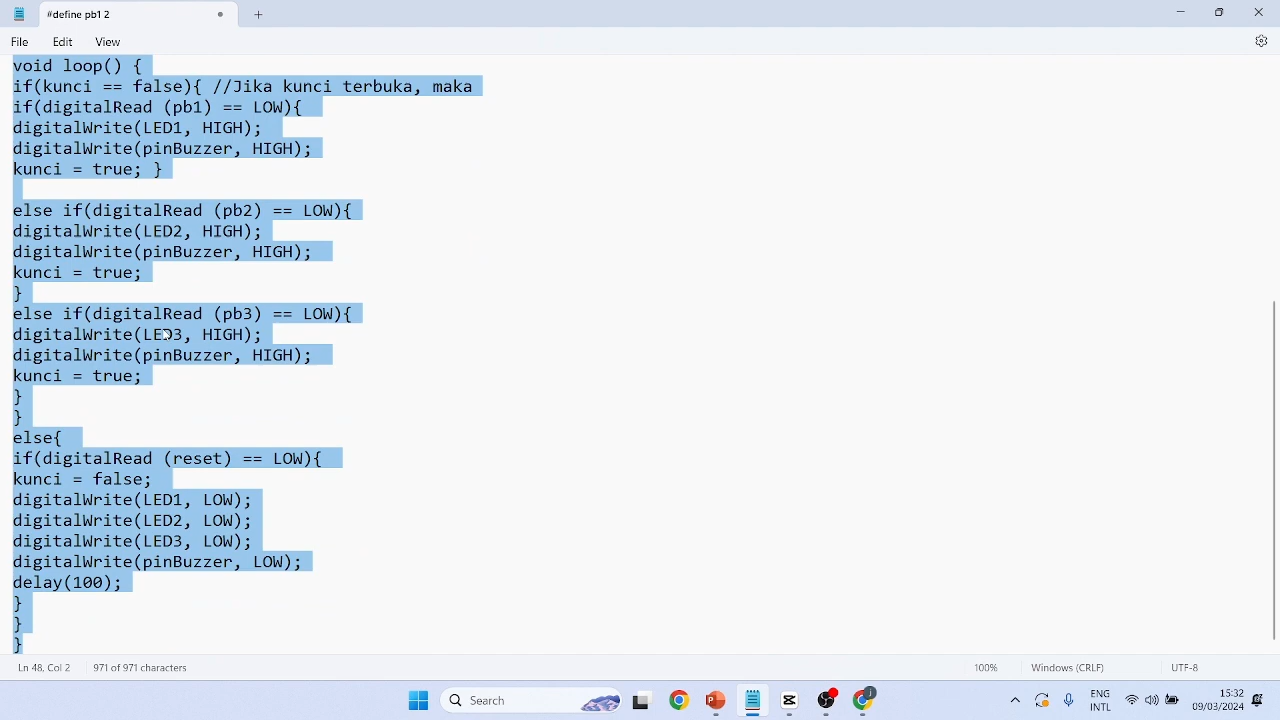 #define pb1 2
File Edit View
void loop() {
if(kunci == false){ //Jika kunci terbuka, maka
if(digitalRead (pb1) == LOW){
digitalWrite(LED1, HIGH);
digitalWrite(pinBuzzer, HIGH);
kunci = true; }
else if(digitalRead (pb2) == LOW){
digitalWrite(LED2, HIGH);
digitalWrite(pinBuzzer, HIGH);
kunci = true;
}
else if(digitalRead (pb3) == LOW){
digitalWrite(LED3, HIGH);
digitalWrite(pinBuzzer, HIGH);
kunci = true;
}
}
else{
if(digitalRead (reset) == LOW){
kunci = false;
digitalWrite(LED1, LOW);
digitalWrite(LED2, LOW);
digitalWrite(LED3, LOW);
digitalWrite(pinBuzzer, LOW);
delay(100);
}
}
}
Ln 48, Col 2 971 of 971 characters 100% Windows (CRLF) UTF-8
Search ENG 15:32
INTL 09/03/2024